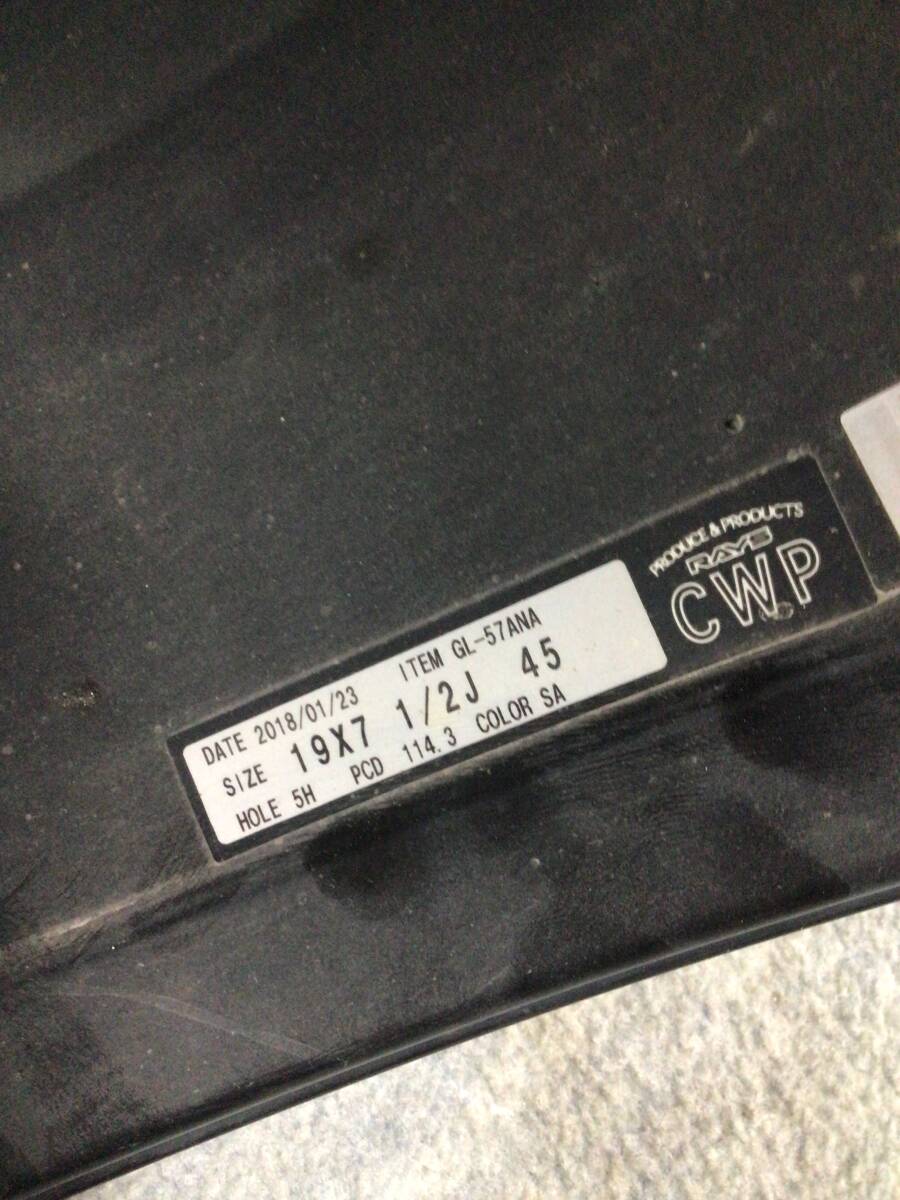 DATE 2018/01/23 ITEM GL-57ANA
SIZE 19X7 1/2J 45
HOLE 5H PCD 114.3 COLOR SA
PRODUCE & PRODUCTS
RAYS
CWP